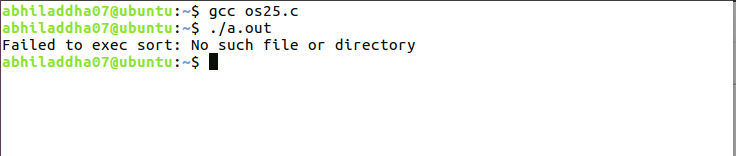 abhiladdha07@ubuntu:~$ gcc os25.c
abhiladdha07@ubuntu:~$ ./a.out
Failed to exec sort: No such file or directory
abhiladdha07@ubuntu:~$